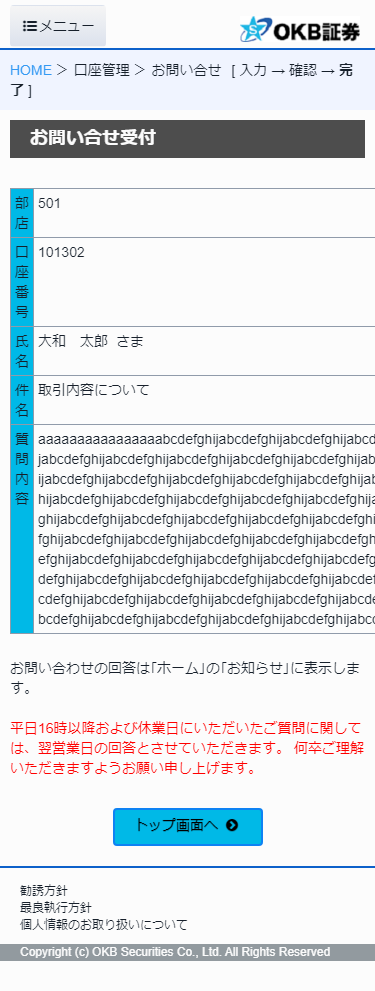 メニュー
OKB証券
HOME ＞ 口座管理 ＞ お問い合せ [ 入力 → 確認 → 完
了 ]
お問い合せ受付
部店 501
口座番号 101302
氏名 大和　太郎 さま
件名 取引内容について
質問内容 aaaaaaaaaaaaaaaabcdefghijabcdefghijabcdefghijabcd
jabcdefghijabcdefghijabcdefghijabcdefghijabcdefghijab
ijabcdefghijabcdefghijabcdefghijabcdefghijabcdefghijab
hijabcdefghijabcdefghijabcdefghijabcdefghijabcdefghija
ghijabcdefghijabcdefghijabcdefghijabcdefghijabcdefghij
fghijabcdefghijabcdefghijabcdefghijabcdefghijabcdefgh
efghijabcdefghijabcdefghijabcdefghijabcdefghijabcdefg
defghijabcdefghijabcdefghijabcdefghijabcdefghijabcdef
cdefghijabcdefghijabcdefghijabcdefghijabcdefghijabcde
bcdefghijabcdefghijabcdefghijabcdefghijabcdefghijabcd
お問い合わせの回答は「ホーム」の「お知らせ」に表示しま
す。
平日16時以降および休業日にいただいたご質問に関して
は、翌営業日の回答とさせていただきます。 何卒ご理解
いただきますようお願い申し上げます。
トップ画面へ
勧誘方針
最良執行方針
個人情報のお取り扱いについて
Copyright (c) OKB Securities Co., Ltd. All Rights Reserved